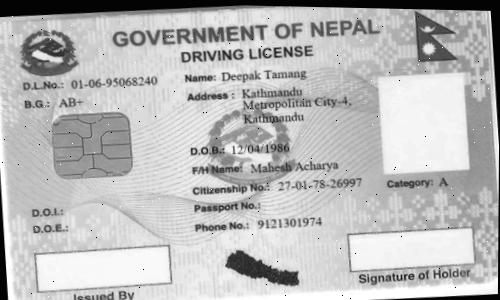 GOVERNMENT OF NEPAL
DRIVING LICENSE
D.L.No.: 01-06-95068240
B.G.: AB+
Name: Deepak Tamang
Address : Kathmandu
Metropolitan City-4,
Kathmandu
D.O.B.: 12/04/1986
F/H Name: Mahesh Acharya
Citizenship No.: 27-01-78-26997
Category: A
Passport No.:
D.O.I.:
Phone No.: 9121301974
D.O.E.:
Issued By
Signature of Holder